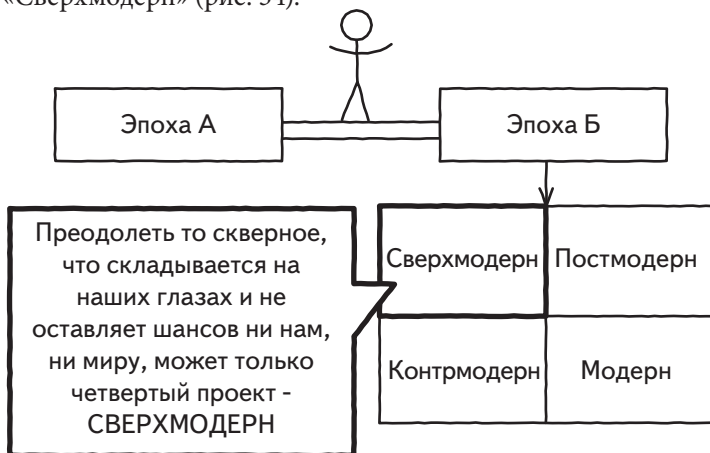 «Сверхмодерн» (рис. 34).
Эпоха А
Эпоха Б
Преодолеть то скверное,
что складывается на
наших глазах и не
оставляет шансов ни нам,
ни миру, может только
четвертый проект -
СВЕРХМОДЕРН
Сверхмодерн
Постмодерн
Контрмодерн
Модерн